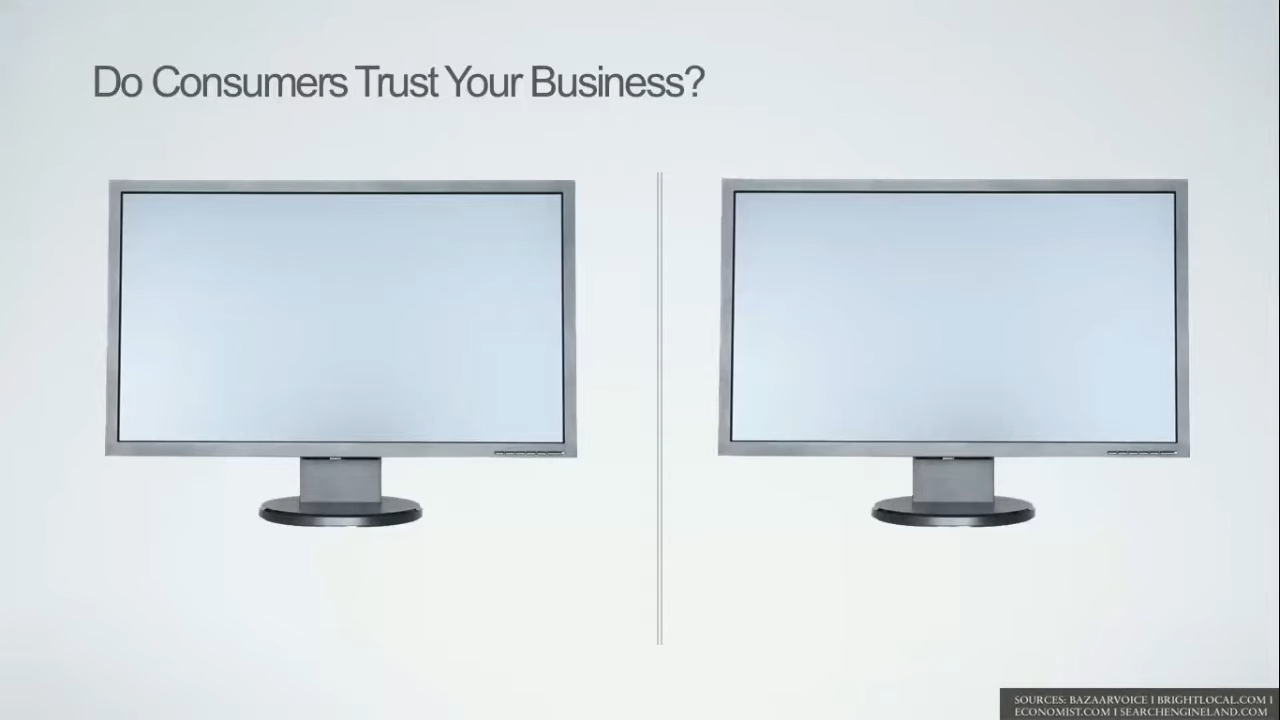 Do Consumers Trust Your Business?
SOURCES: BAZAARVOICE | BRIGHTLOCAL.COM |
ECONOMIST.COM | SEARCHENGINELAND.COM